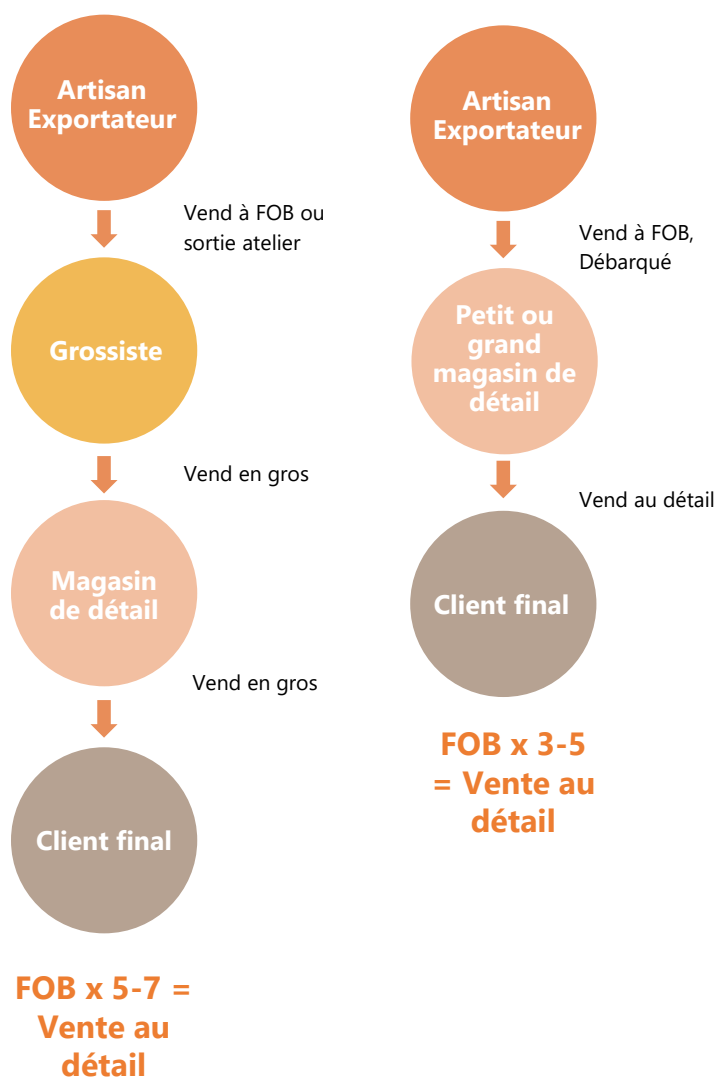 Artisan
Exportateur
Vend à FOB ou
sortie atelier
Grossiste
Vend en gros
Magasin
de détail
Vend en gros
Client final
FOB x 5-7 =
Vente au
détail
Artisan
Exportateur
Vend à FOB,
Débarqué
Petit ou
grand
magasin de
détail
Vend au détail
Client final
FOB x 3-5
= Vente au
détail